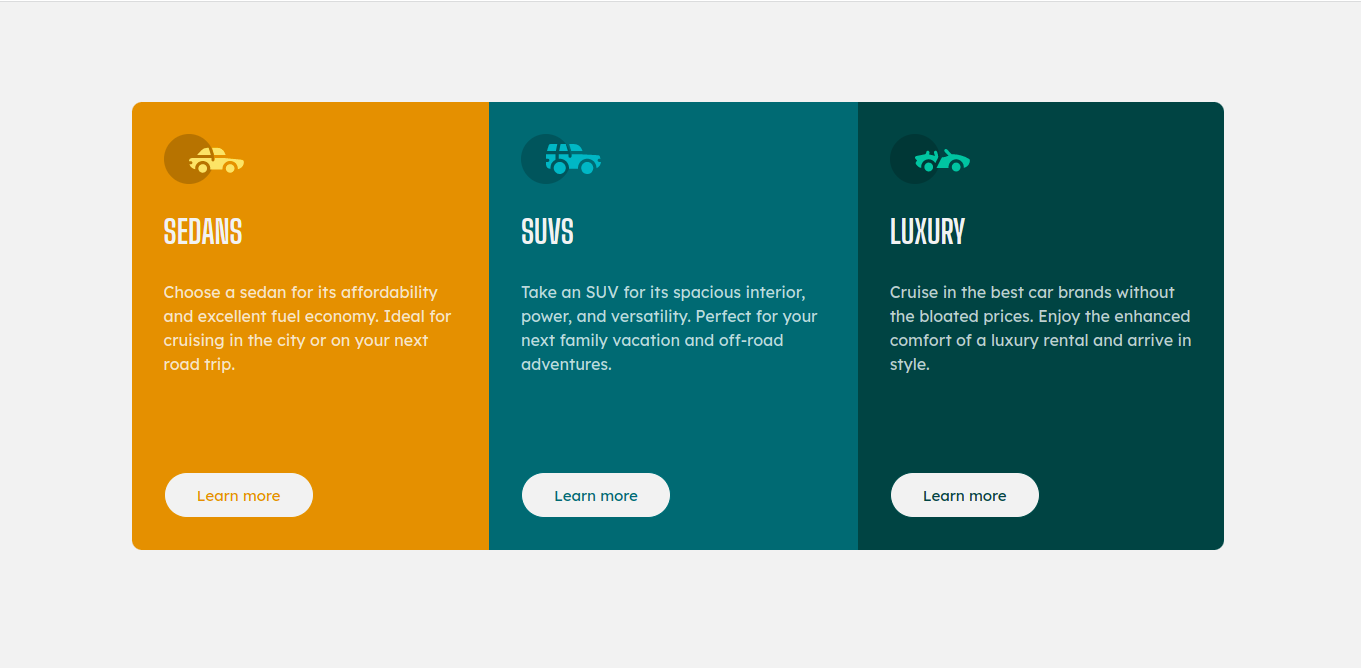 SEDANS
Choose a sedan for its affordability
and excellent fuel economy. Ideal for
cruising in the city or on your next
road trip.
Learn more
SUVS
Take an SUV for its spacious interior,
power, and versatility. Perfect for your
next family vacation and off-road
adventures.
Learn more
LUXURY
Cruise in the best car brands without
the bloated prices. Enjoy the enhanced
comfort of a luxury rental and arrive in
style.
Learn more